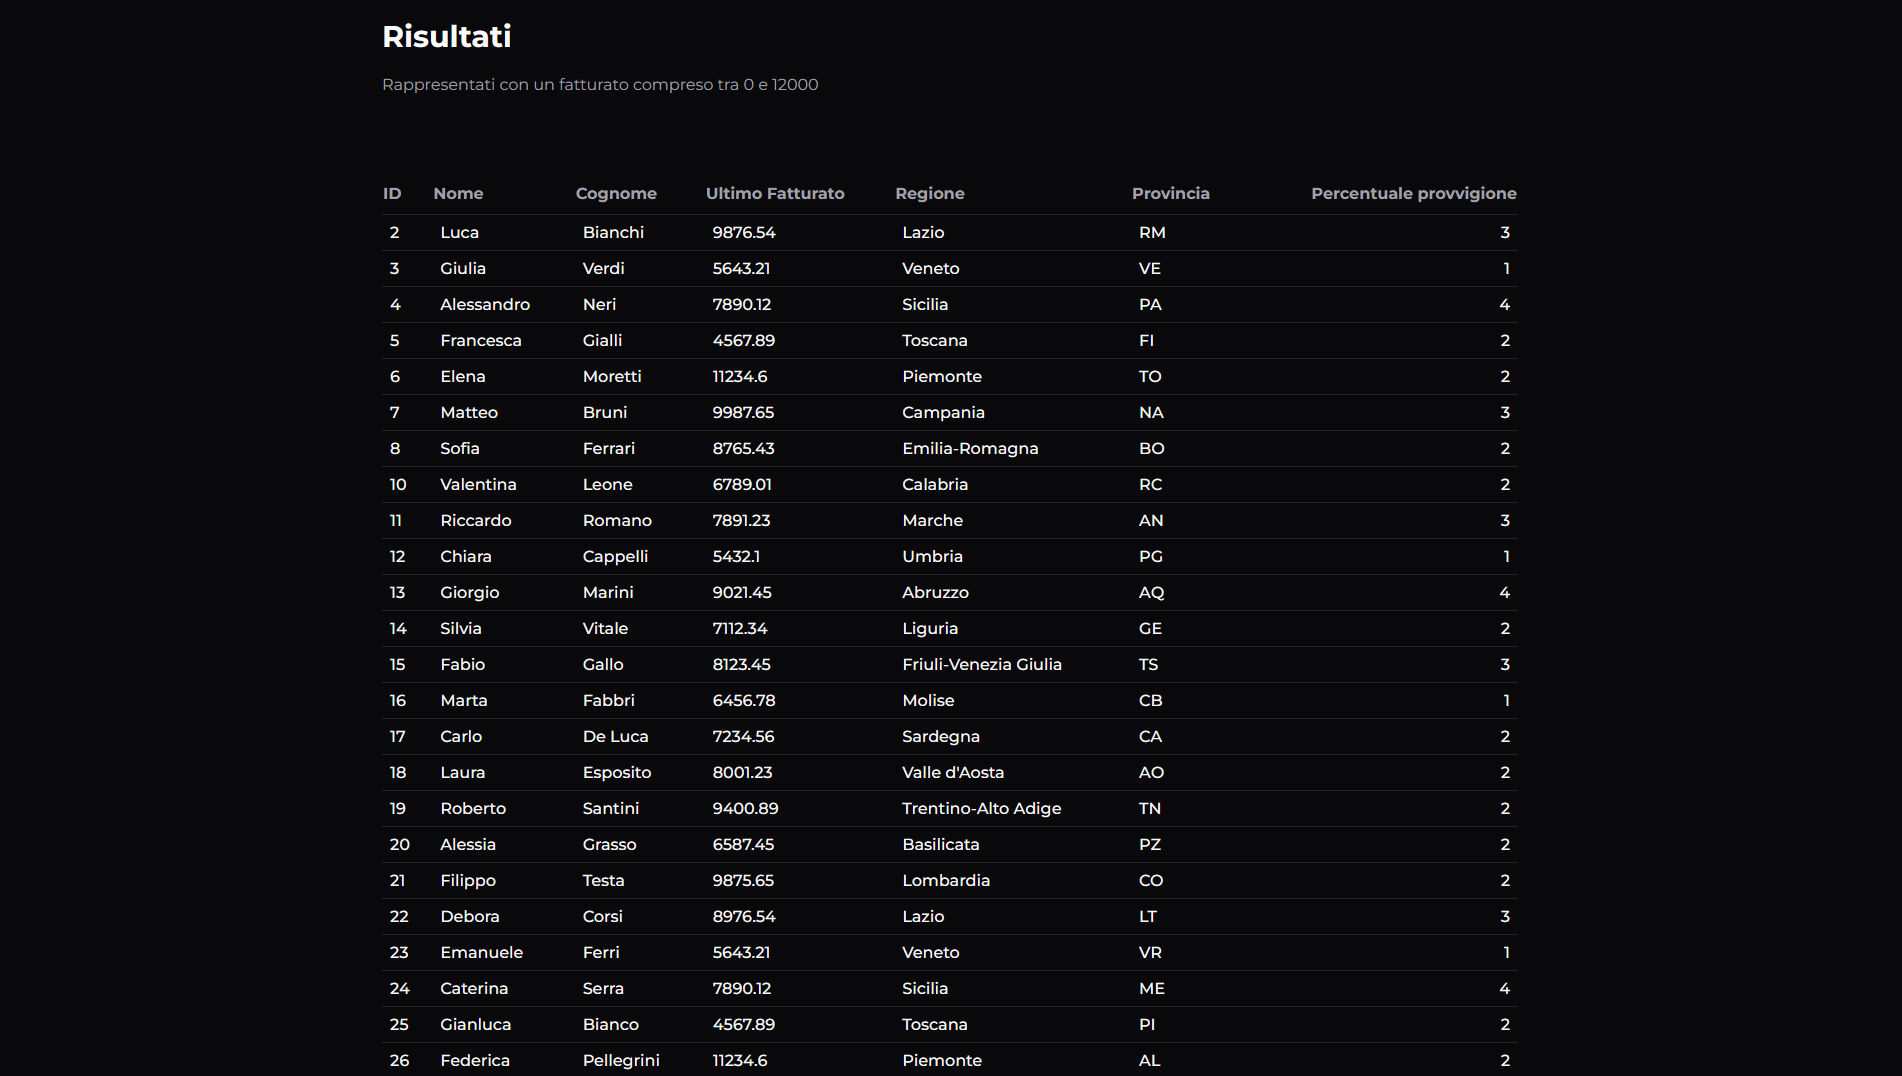 Risultati
Rappresentati con un fatturato compreso tra 0 e 12000
ID Nome Cognome Ultimo Fatturato Regione Provincia Percentuale provvigione
2 Luca Bianchi 9876.54 Lazio RM 3
3 Giulia Verdi 5643.21 Veneto VE 1
4 Alessandro Neri 7890.12 Sicilia PA 4
5 Francesca Gialli 4567.89 Toscana FI 2
6 Elena Moretti 11234.6 Piemonte TO 2
7 Matteo Bruni 9987.65 Campania NA 3
8 Sofia Ferrari 8765.43 Emilia-Romagna BO 2
10 Valentina Leone 6789.01 Calabria RC 2
11 Riccardo Romano 7891.23 Marche AN 3
12 Chiara Cappelli 5432.1 Umbria PG 1
13 Giorgio Marini 9021.45 Abruzzo AQ 4
14 Silvia Vitale 7112.34 Liguria GE 2
15 Fabio Gallo 8123.45 Friuli-Venezia Giulia TS 3
16 Marta Fabbri 6456.78 Molise CB 1
17 Carlo De Luca 7234.56 Sardegna CA 2
18 Laura Esposito 8001.23 Valle d'Aosta AO 2
19 Roberto Santini 9400.89 Trentino-Alto Adige TN 2
20 Alessia Grasso 6587.45 Basilicata PZ 2
21 Filippo Testa 9875.65 Lombardia CO 2
22 Debora Corsi 8976.54 Lazio LT 3
23 Emanuele Ferri 5643.21 Veneto VR 1
24 Caterina Serra 7890.12 Sicilia ME 4
25 Gianluca Bianco 4567.89 Toscana PI 2
26 Federica Pellegrini 11234.6 Piemonte AL 2